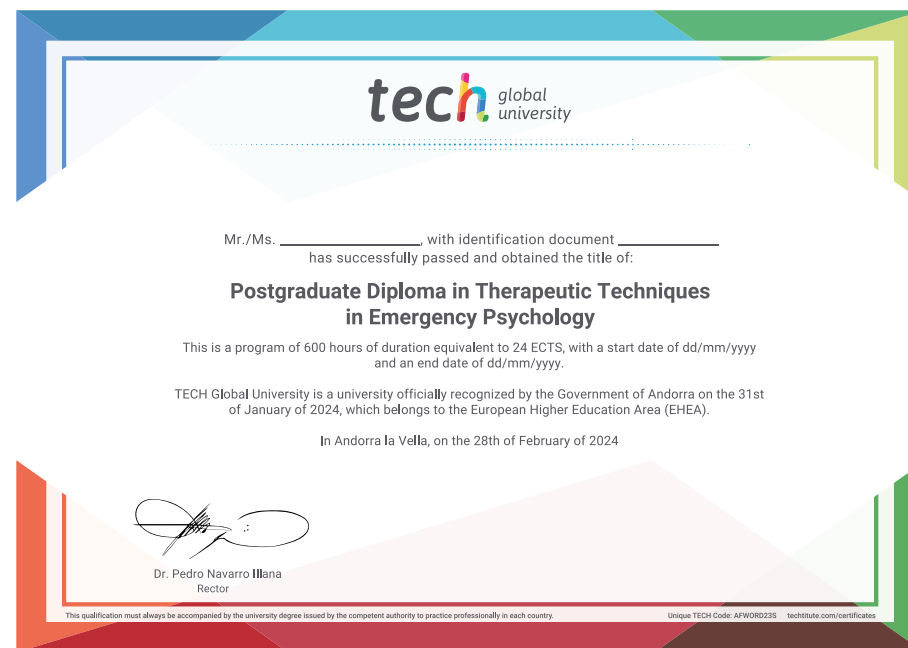 tech global
university
Mr./Ms. ____________, with identification document ____________
has successfully passed and obtained the title of:
Postgraduate Diploma in Therapeutic Techniques
in Emergency Psychology
This is a program of 600 hours of duration equivalent to 24 ECTS, with a start date of dd/mm/yyyy
and an end date of dd/mm/yyyy.
TECH Global University is a university officially recognized by the Government of Andorra on the 31st
of January of 2024, which belongs to the European Higher Education Area (EHEA).
In Andorra la Vella, on the 28th of February of 2024
Dr. Pedro Navarro Illana
Rector
This qualification must always be accompanied by the university degree issued by the competent authority to practice professionally in each country.
Unique TECH Code: AFWORD23S techtitute.com/certificates